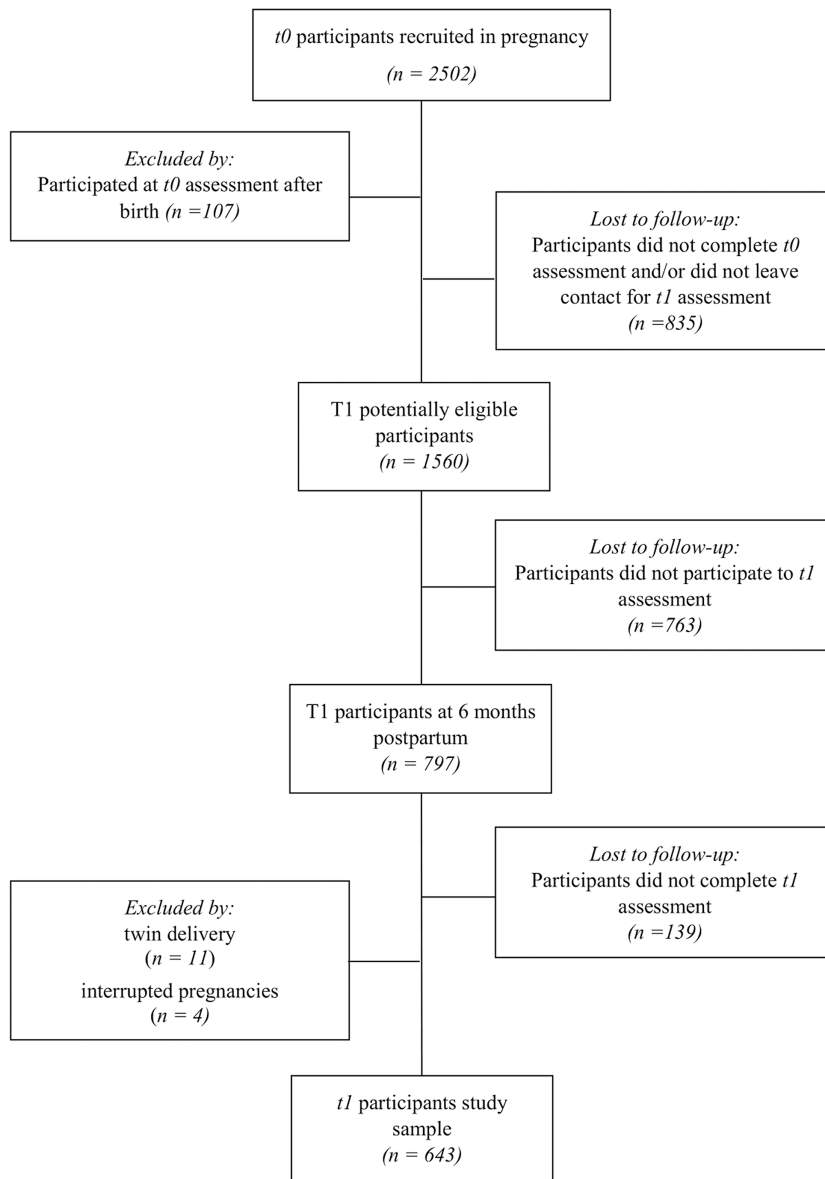 t0 participants recruited in pregnancy
(n = 2502)
Excluded by:
Participated at t0 assessment after
birth (n =107)
Lost to follow-up:
Participants did not complete t0
assessment and/or did not leave
contact for t1 assessment
(n =835)
T1 potentially eligible
participants
(n = 1560)
Lost to follow-up:
Participants did not participate to t1
assessment
(n =763)
T1 participants at 6 months
postpartum
(n = 797)
Lost to follow-up:
Participants did not complete t1
assessment
(n =139)
Excluded by:
twin delivery
(n = 11)
interrupted pregnancies
(n = 4)
t1 participants study
sample
(n = 643)